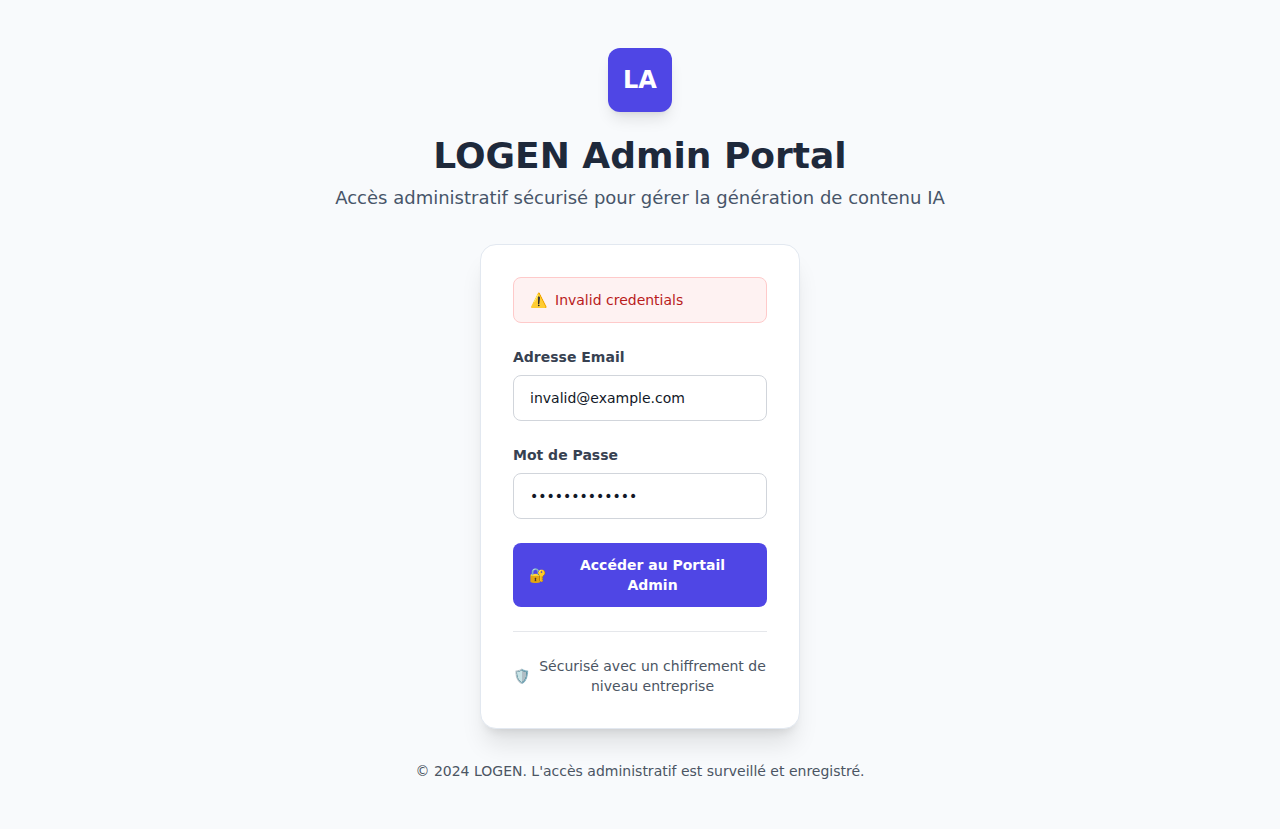 LA
LOGEN Admin Portal
Accès administratif sécurisé pour gérer la génération de contenu IA
⚠️ Invalid credentials
Adresse Email
invalid@example.com
Mot de Passe
•••••••••••••
🔐 Accéder au Portail
Admin
🛡️ Sécurisé avec un chiffrement de
niveau entreprise
© 2024 LOGEN. L'accès administratif est surveillé et enregistré.